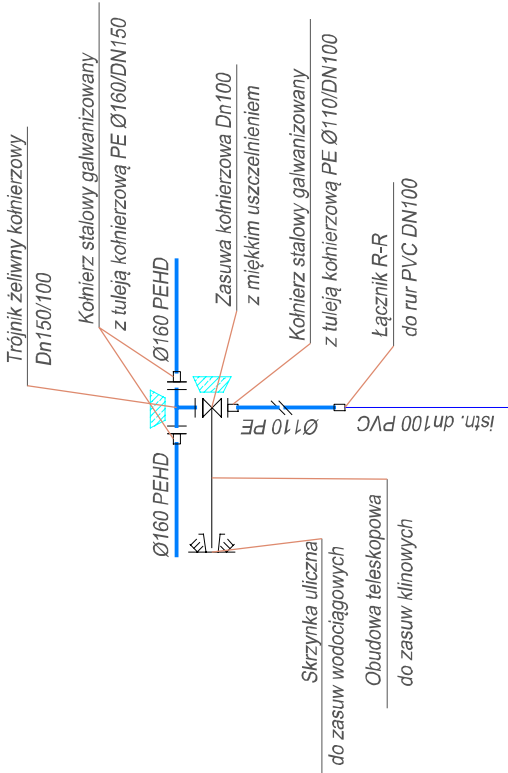 Trójnik żeliwny kołnierzowy
Dn150/100
Kołnierz stalowy galwanizowany
z tuleją kołnierzową PE Ø160/DN150
Zasuwa kołnierzowa Dn100
z miękkim uszczelnieniem
Kołnierz stalowy galwanizowany
z tuleją kołnierzową PE Ø110/DN100
Łącznik R-R
do rur PVC DN100
Ø160 PEHD
Ø160 PEHD
Ø110 PE
istn. dn100 PVC
Skrzynka uliczna
do zasuw wodociągowych
Obudowa teleskopowa
do zasuw klinowych